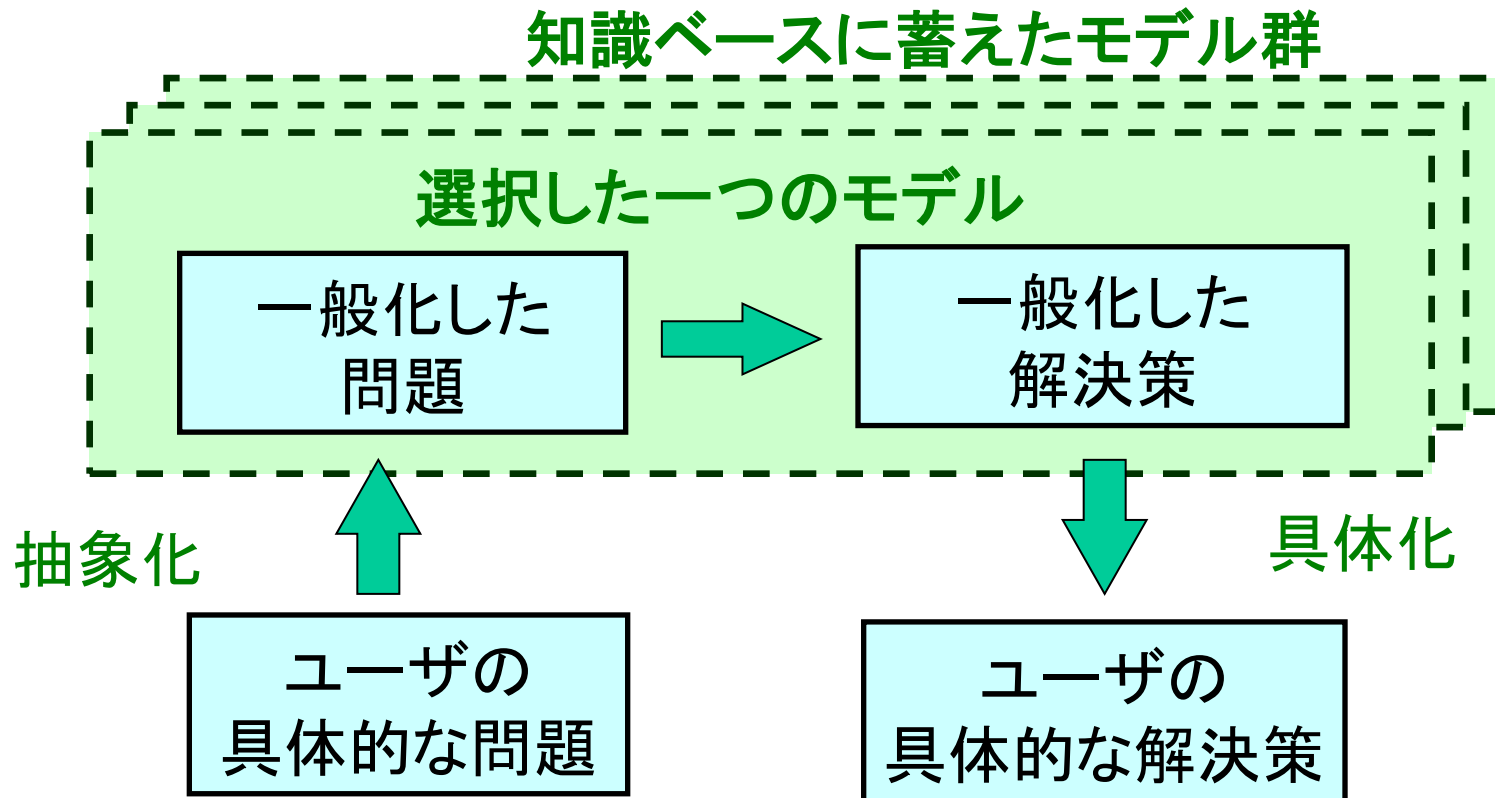 知識ベースに蓄えたモデル群
選択した一つのモデル
一般化した
問題
一般化した
解決策
抽象化
具体化
ユーザの
具体的な問題
ユーザの
具体的な解決策